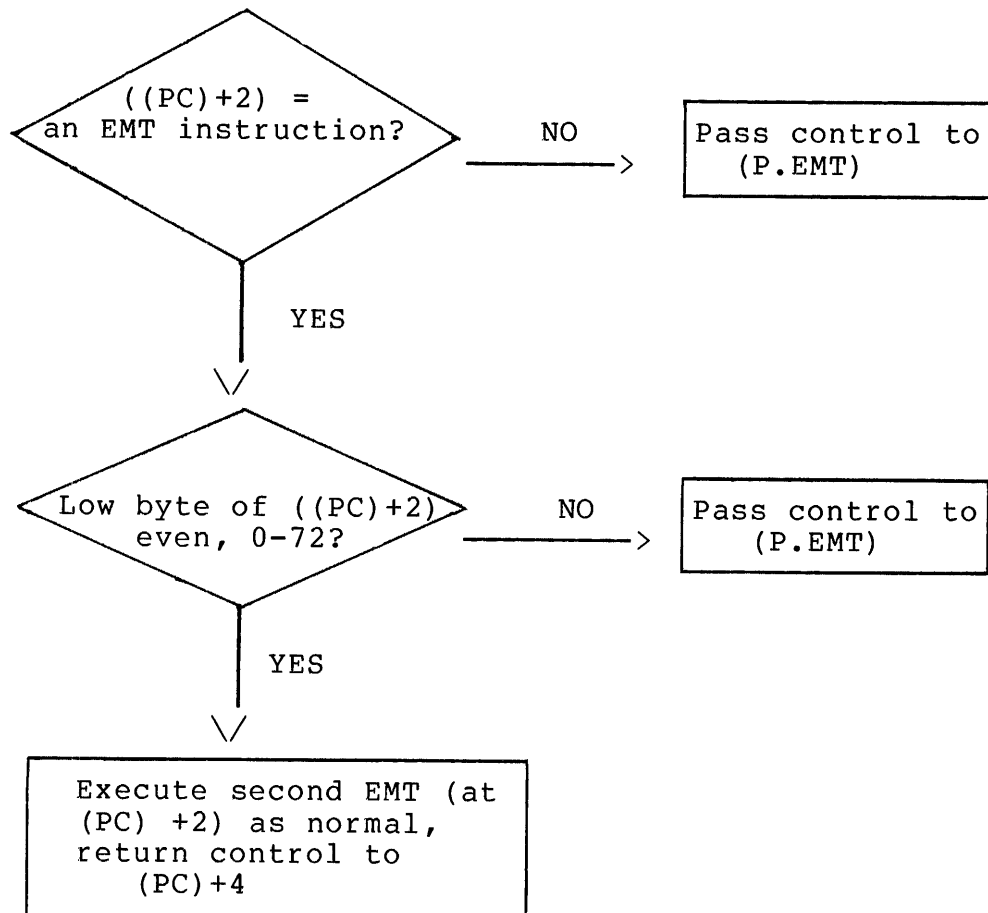 ((PC)+2) =
an EMT instruction?
NO
Pass control to
(P.EMT)
YES
Low byte of ((PC)+2)
even, 0-72?
NO
Pass control to
(P.EMT)
YES
Execute second EMT (at
(PC) +2) as normal,
return control to
(PC)+4